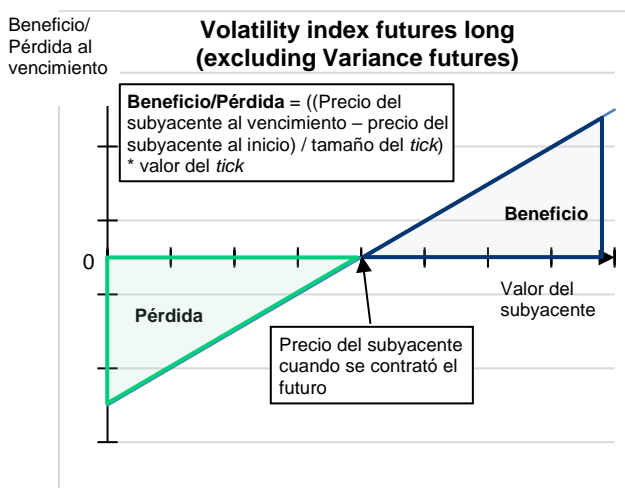 Beneficio/
Pérdida al
vencimiento
Volatility index futures long
(excluding Variance futures)
Beneficio/Pérdida = ((Precio del
subyacente al vencimiento – precio del
subyacente al inicio) / tamaño del tick)
* valor del tick
Beneficio
0
Valor del
subyacente
Pérdida
Precio del subyacente
cuando se contrató el
futuro